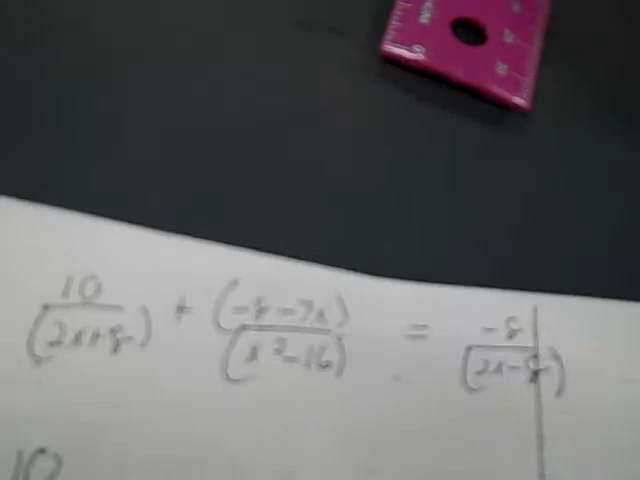 10/(2x+8) + (-8-7x)/(x²-16) = -8/(2x-8)
10